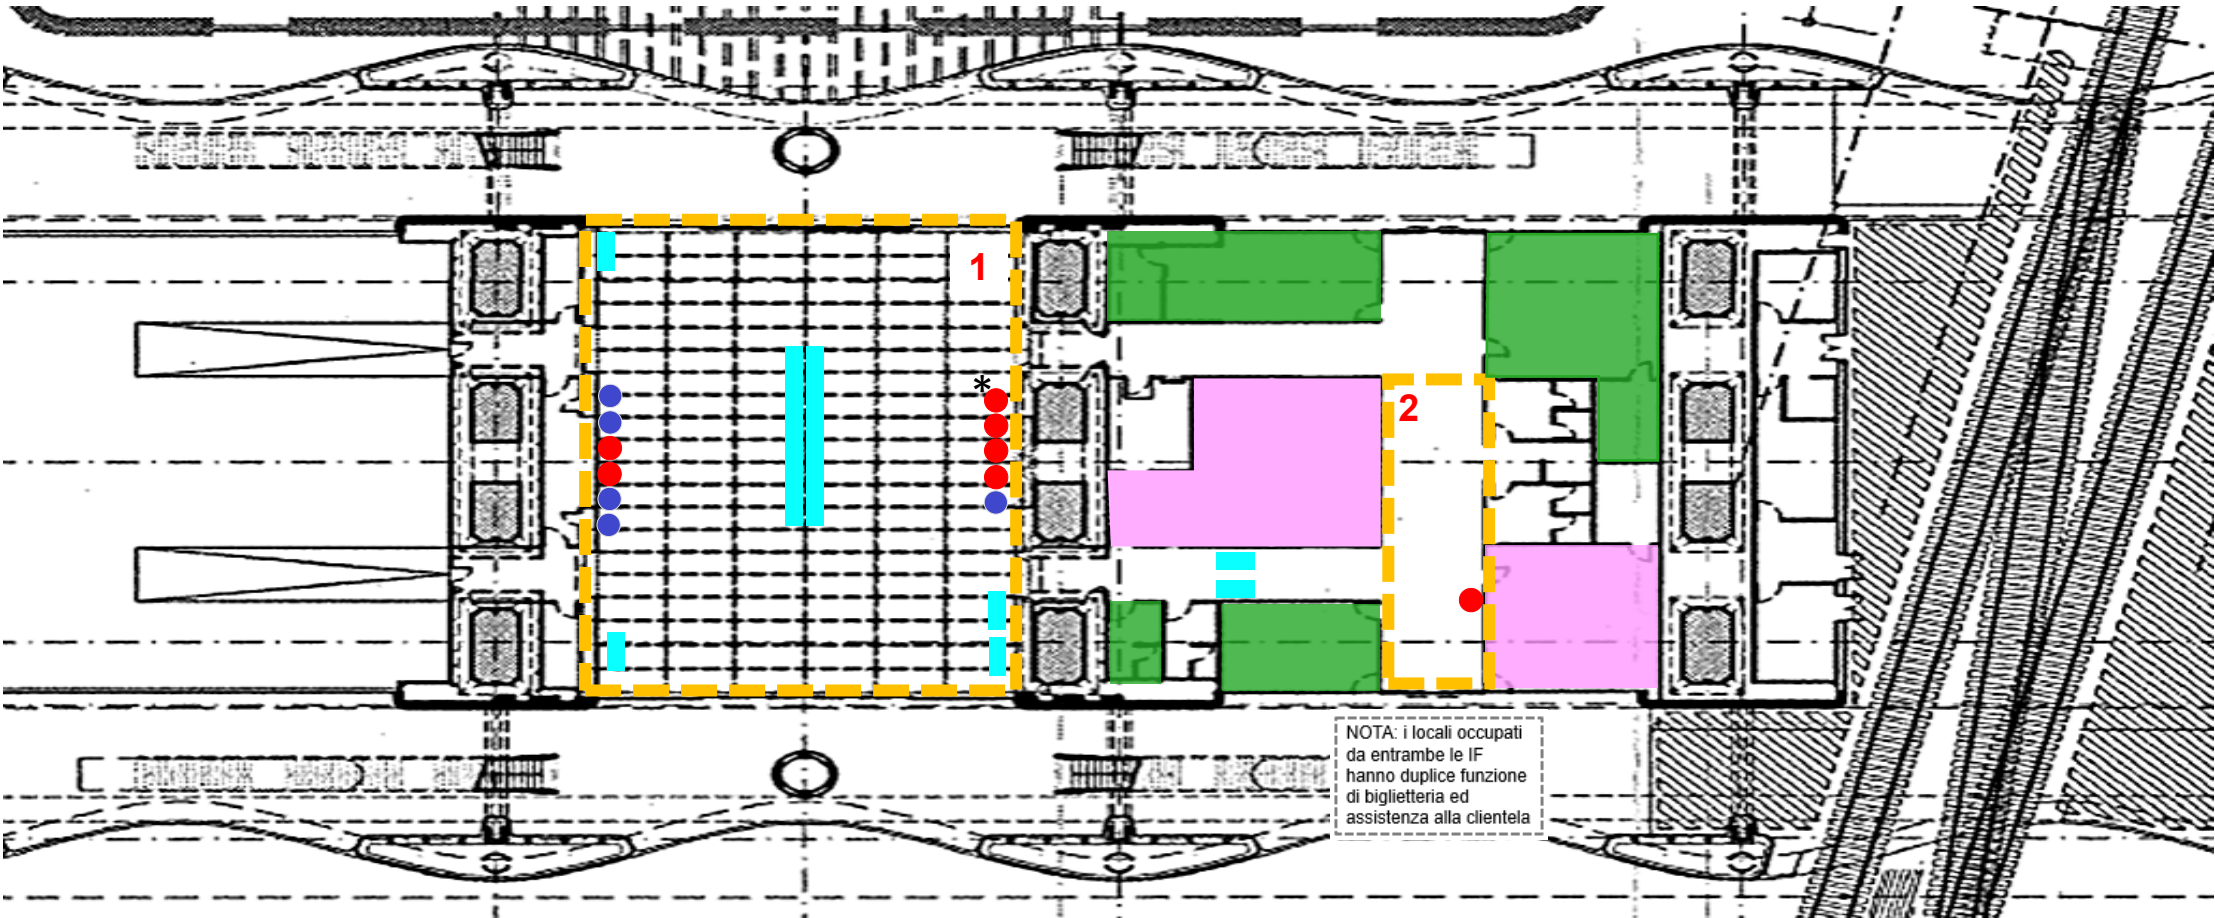 1
*
2
NOTA: i locali occupati
da entrambe le IF
hanno duplice funzione
di biglietteria ed
assistenza alla clientela